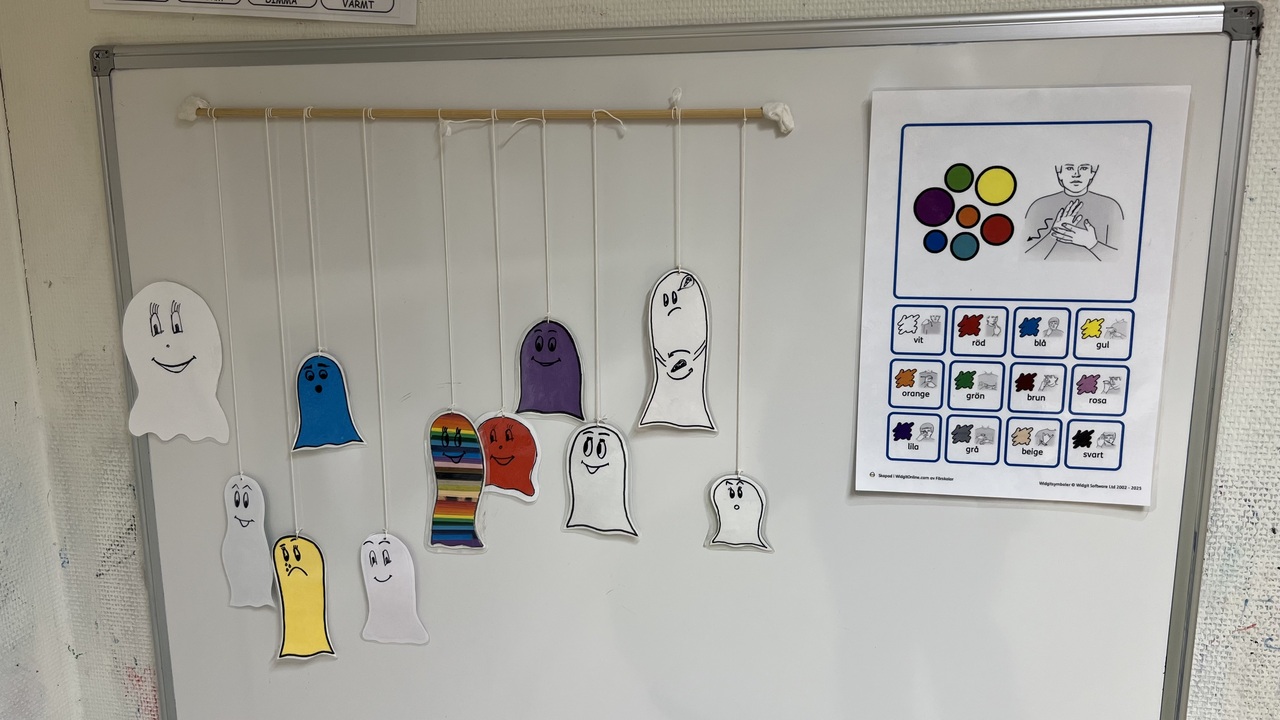 DIMMA
VARMT
vit
röd
blå
gul
orange
grön
brun
rosa
lila
grå
beige
svart
Skapad i WidgitOnline.com av Förskolor
Widgitsymboler © Widgit Software Ltd 2002 - 2025